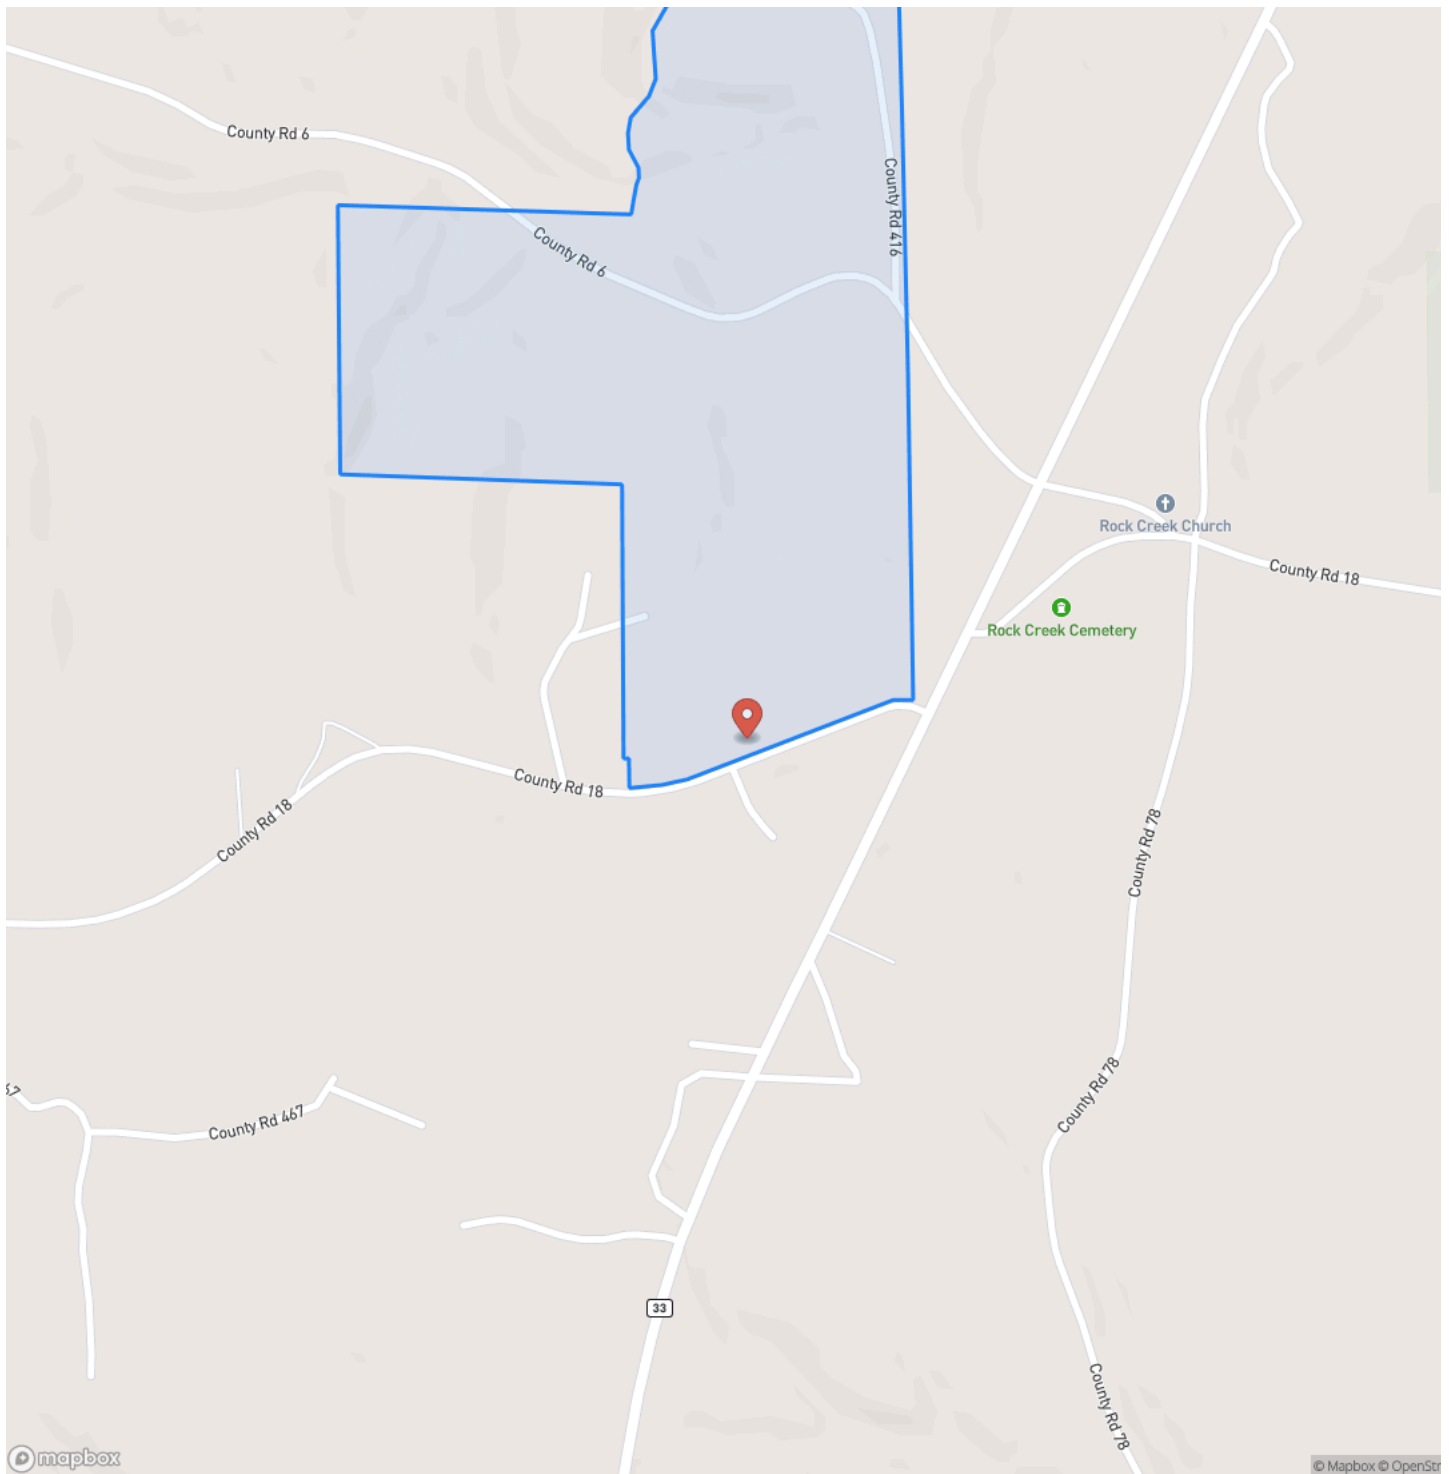 County Rd 6
County Rd 416
County Rd 6
Rock Creek Church
County Rd 18
Rock Creek Cemetery
County Rd 18
County Rd 18
County Rd 78
County Rd 78
County Rd 467
33
County Rd 78
mapbox
© Mapbox © OpenStr